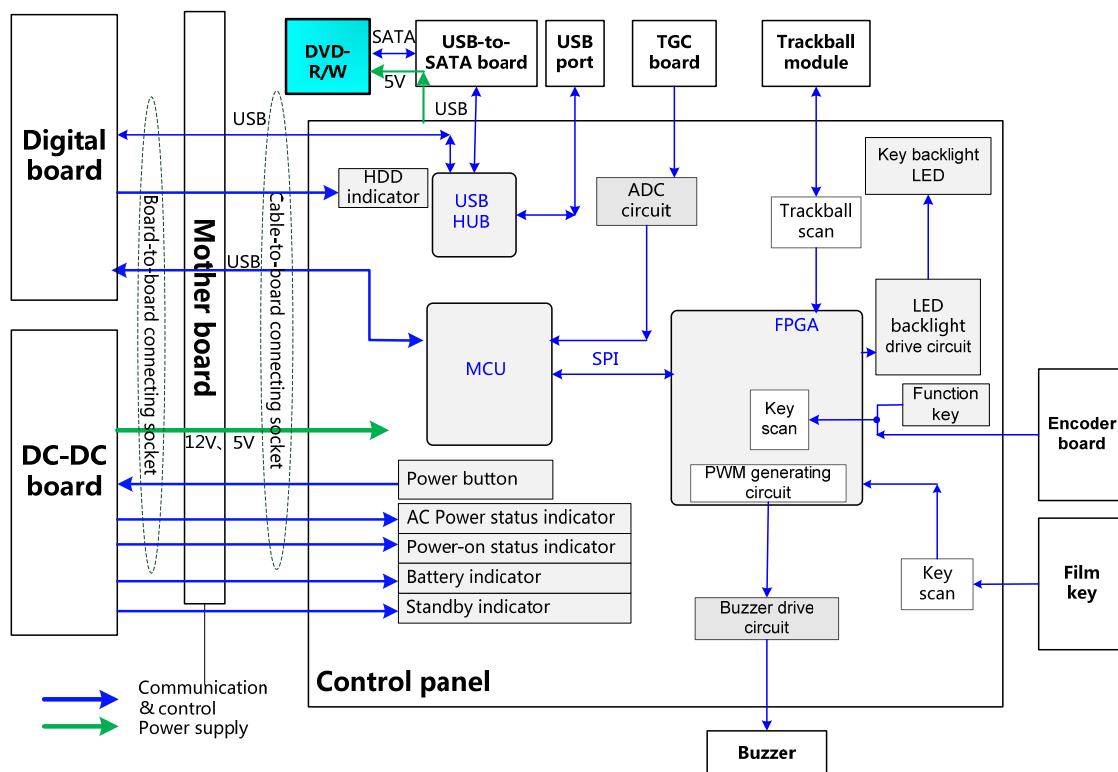 DVD-
R/W
SATA
5V
USB-to-
SATA board
USB
port
TGC
board
Trackball
module
USB
USB
Digital
board
HDD
indicator
USB
HUB
ADC
circuit
Trackball
scan
Key backlight
LED
Board-to-board connecting socket
Mother board
Cable-to-board connecting socket
USB
MCU
SPI
FPGA
LED
backlight
drive circuit
Key
scan
Function
key
Encoder
board
12V、5V
DC-DC
board
Power button
PWM generating
circuit
AC Power status indicator
Power-on status indicator
Battery indicator
Standby indicator
Key
scan
Film
key
Buzzer drive
circuit
Control panel
Communication
& control
Power supply
Buzzer